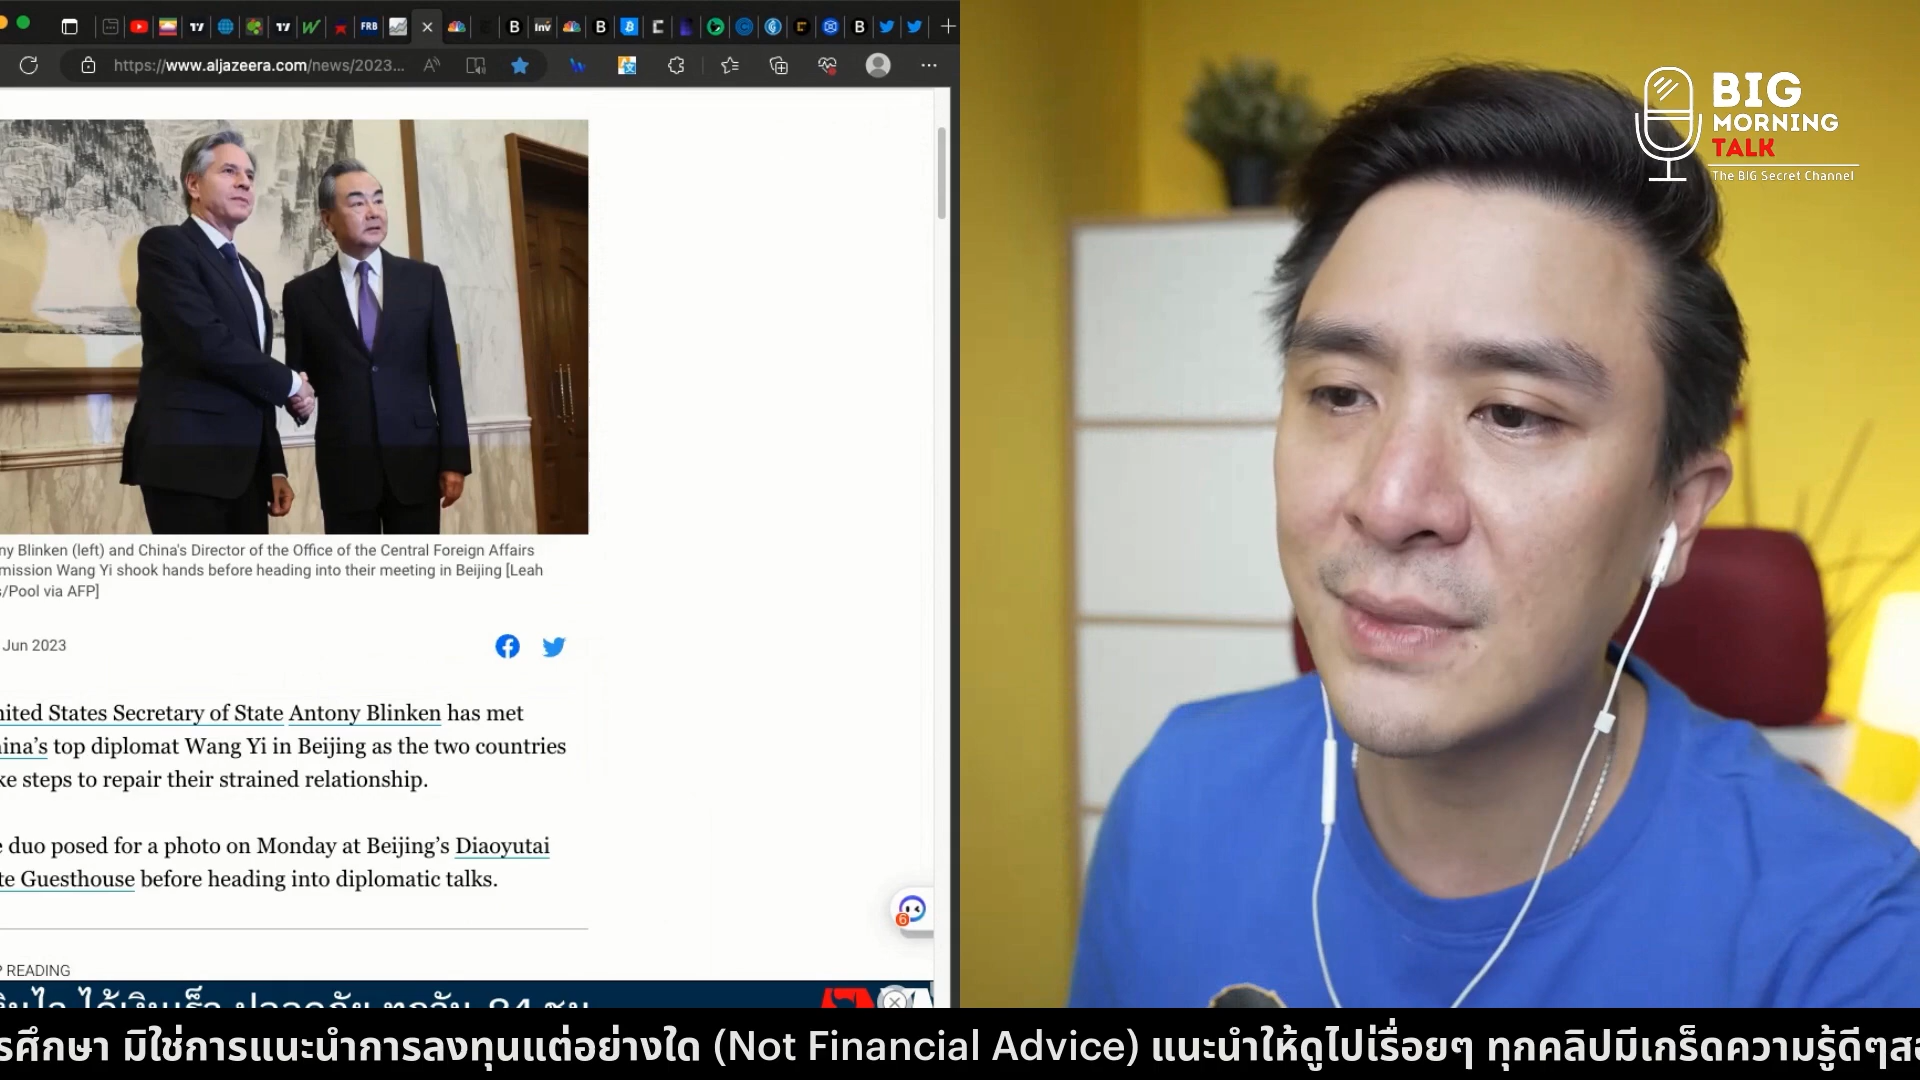 FRB
Inv
https://www.aljazeera.com/news/2023...
BIG
MORNING
TALK
The BIG Secret Channel
ny Blinken (left) and China's Director of the Office of the Central Foreign Affairs
mission Wang Yi shook hands before heading into their meeting in Beijing [Leah
s/Pool via AFP]
Jun 2023
nited States Secretary of State Antony Blinken has met
ina's top diplomat Wang Yi in Beijing as the two countries
ke steps to repair their strained relationship.
e duo posed for a photo on Monday at Beijing's Diaoyutai
te Guesthouse before heading into diplomatic talks.
6
P READING
รศึกษา มิใช่การแนะนำการลงทุนแต่อย่างใด (Not Financial Advice) แนะนำให้ดูไปเรื่อยๆ ทุกคลิปมีเกร็ดความรู้ดีๆส